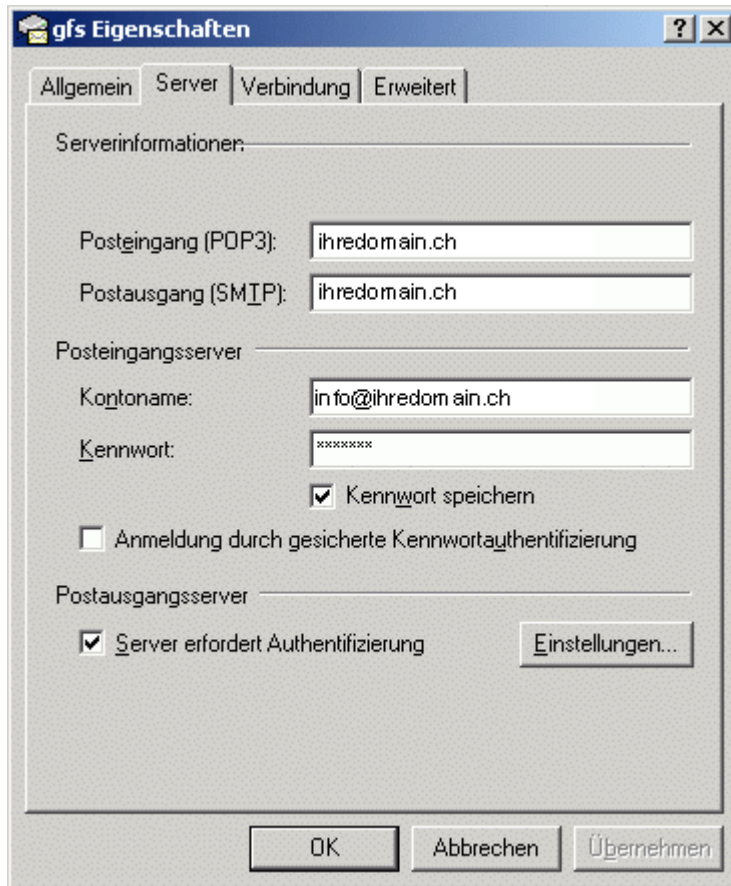 gfs Eigenschaften
Allgemein Server Verbindung Erweitert
Serverinformationen
Posteingang (POP3): ihredomain.ch
Postausgang (SMTP): ihredomain.ch
Posteingangsserver
Kontoname: info@ihredomain.ch
Kennwort: *******
Kennwort speichern
Anmeldung durch gesicherte Kennwortauthentifizierung
Postausgangsserver
Server erfordert Authentifizierung Einstellungen...
OK Abbrechen Übernehmen